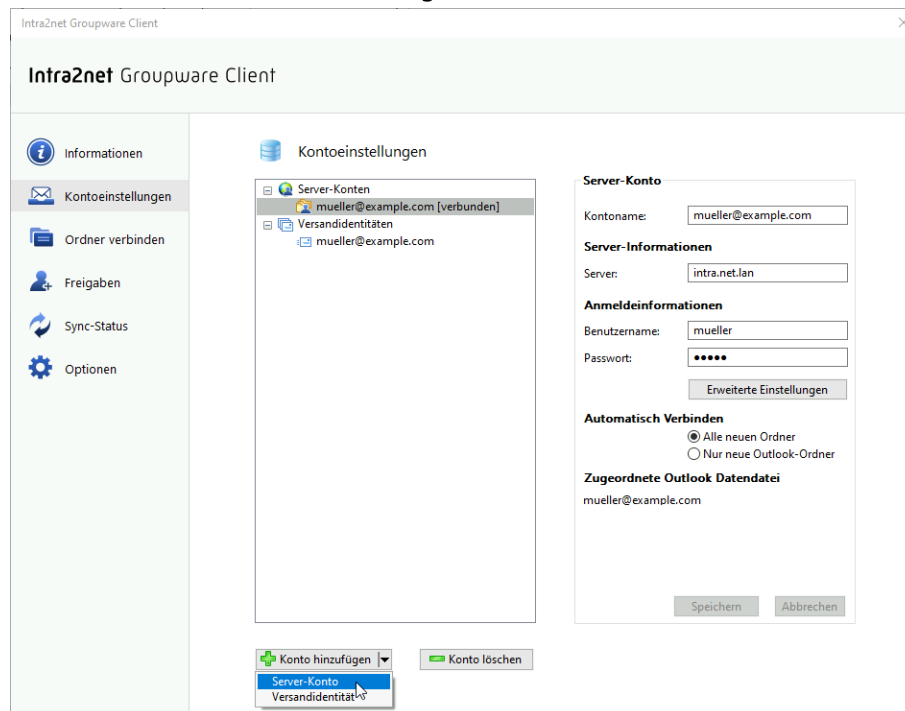 Intra2net Groupware Client
Intra2net Groupware Client
Informationen
Kontoeinstellungen
Ordner verbinden
Freigaben
Sync-Status
Optionen
Kontoeinstellungen
Server-Konten
mueller@example.com [verbunden]
Versandidentitäten
mueller@example.com
Server-Konto
Kontoname: mueller@example.com
Server-Informationen
Server: intra.net.lan
Anmeldeinformationen
Benutzername: mueller
Passwort: •••••
Erweiterte Einstellungen
Automatisch Verbinden
Alle neuen Ordner
Nur neue Outlook-Ordner
Zugeordnete Outlook Datendatei
mueller@example.com
Speichern Abbrechen
Konto hinzufügen Konto löschen
Server-Konto
Versandidentität